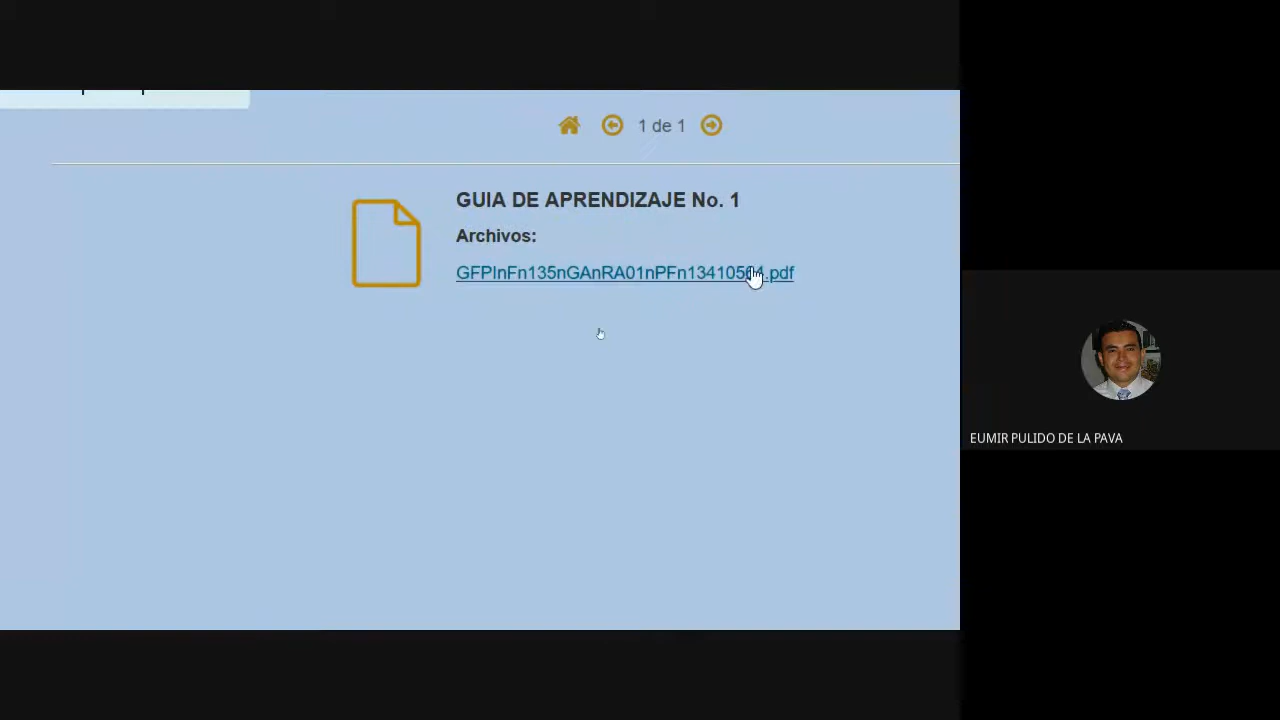 1 de 1
GUIA DE APRENDIZAJE No. 1
Archivos:
EUMIR PULIDO DE LA PAVA